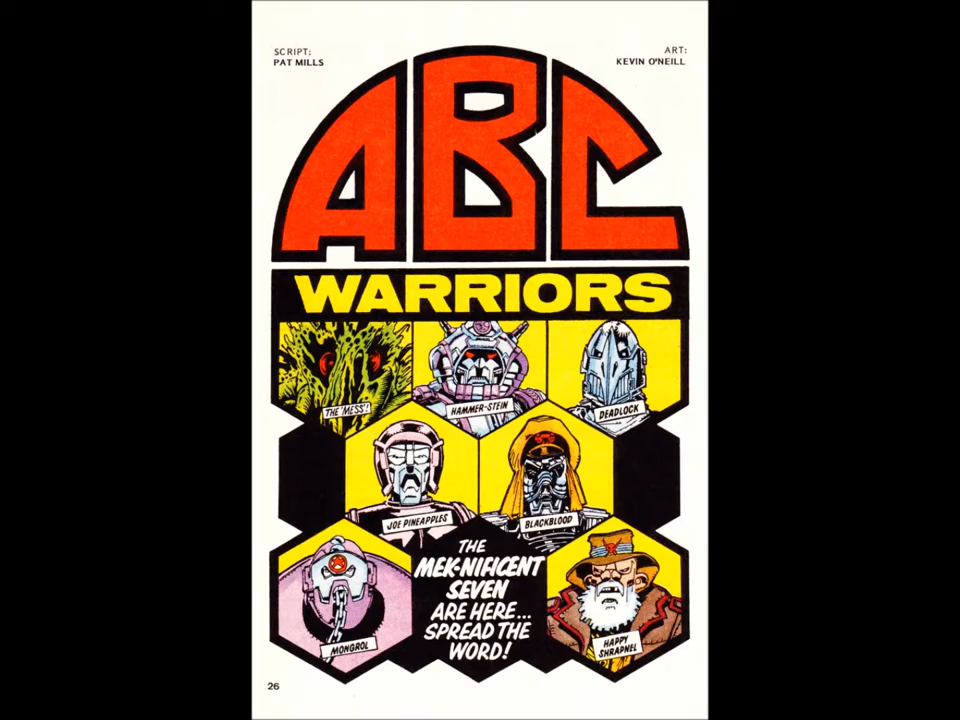 SCRIPT:
PAT MILLS
ART:
KEVIN O'NEILL
ABC
WARRIORS
THE 'MESS'!
HAMMER-STEIN
DEADLOCK
JOE PINEAPPLES
BLACKBLOOD
MONGROL
THE
MEK-NIFICENT
SEVEN
ARE HERE...
SPREAD THE
WORD!
HAPPY
SHRAPNEL
26